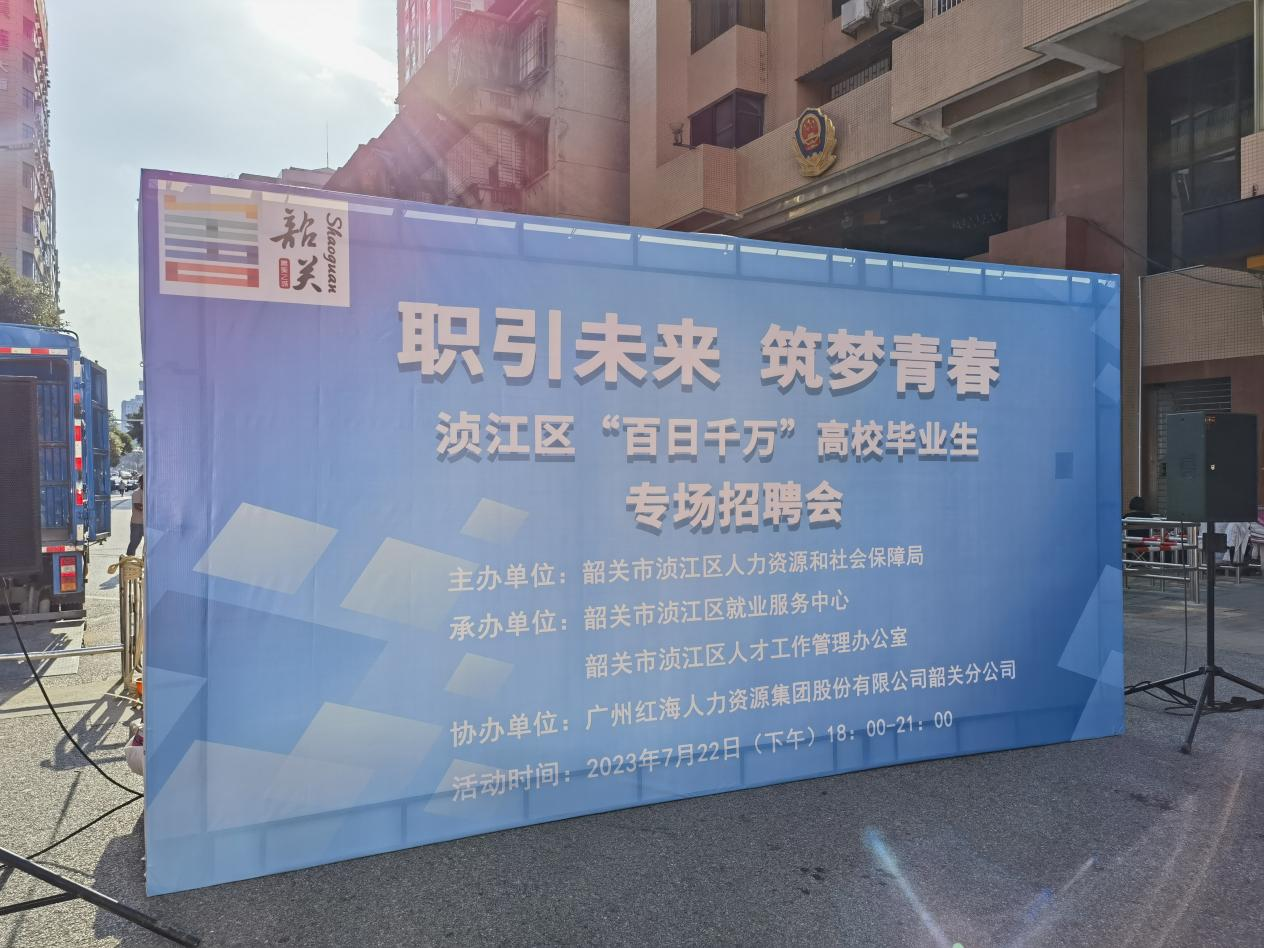 韶关
Shaoguan
职引未来 筑梦青春
浈江区“百日千万”高校毕业生
专场招聘会
主办单位：韶关市浈江区人力资源和社会保障局
承办单位：韶关市浈江区就业服务中心
韶关市浈江区人才工作管理办公室
协办单位：广州红海人力资源集团股份有限公司韶关分公司
活动时间：2023年7月22日（下午）18：00-21：00